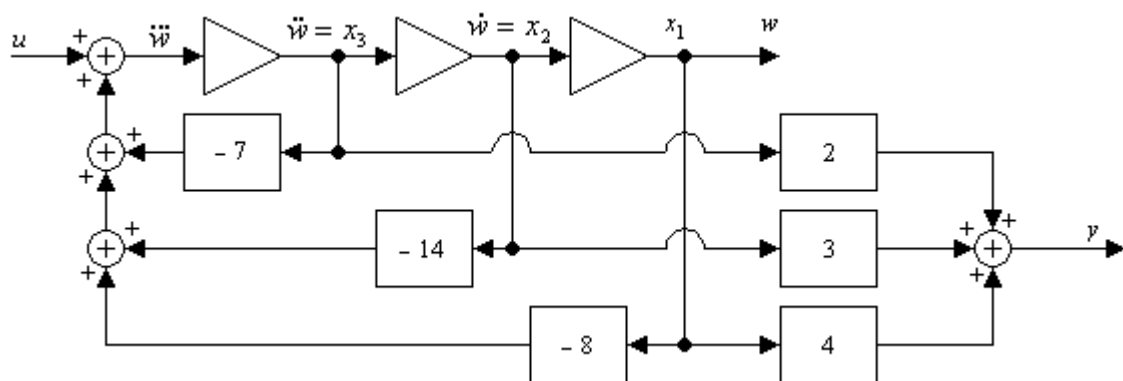 u + + w⃛ ẅ = x₃ ẇ = x₂ x₁ w
+ + − 7 2
+ + − 14 3 + + + y
+ − 8 4